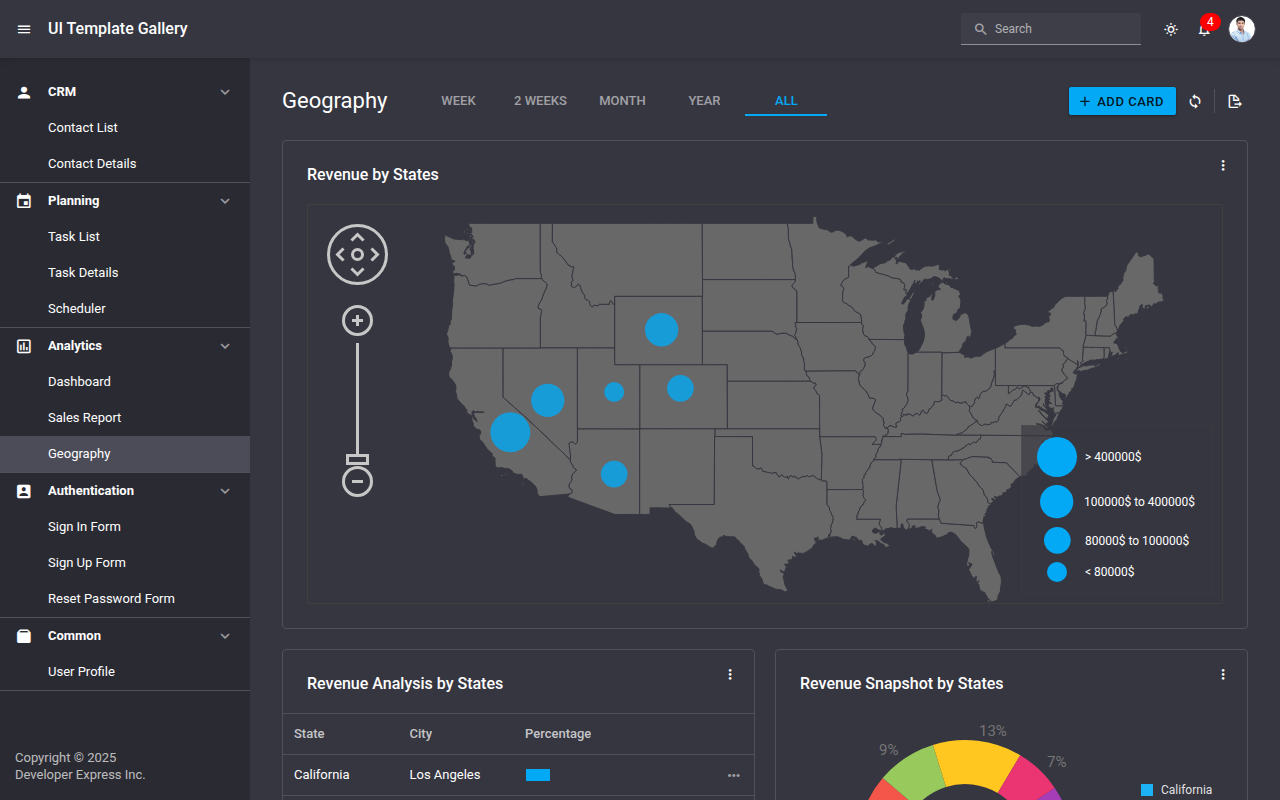 UI Template Gallery
Search
4
CRM
Contact List
Contact Details
Planning
Task List
Task Details
Scheduler
Analytics
Dashboard
Sales Report
Geography
Authentication
Sign In Form
Sign Up Form
Reset Password Form
Common
User Profile
Copyright © 2025
Developer Express Inc.
Geography
WEEK 2 WEEKS MONTH YEAR ALL
ADD CARD
Revenue by States
> 400000$
100000$ to 400000$
80000$ to 100000$
< 80000$
Revenue Analysis by States
State City Percentage
California Los Angeles
Revenue Snapshot by States
13%
9%
7%
California